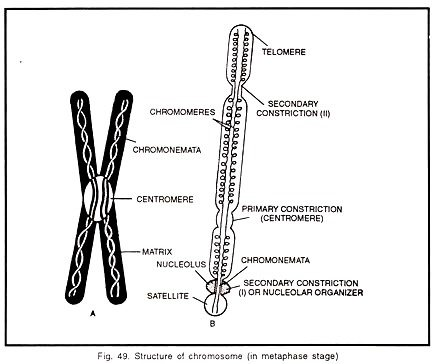 TELOMERE
SECONDARY
CONSTRICTION (II)
CHROMOMERES
CHROMONEMATA
CENTROMERE
PRIMARY CONSTRICTION
(CENTROMERE)
MATRIX
NUCLEOLUS
CHROMONEMATA
SECONDARY CONSTRICTION
(I) OR NUCLEOLAR ORGANIZER
SATELLITE
A
B
Fig. 49. Structure of chromosome (in metaphase stage)